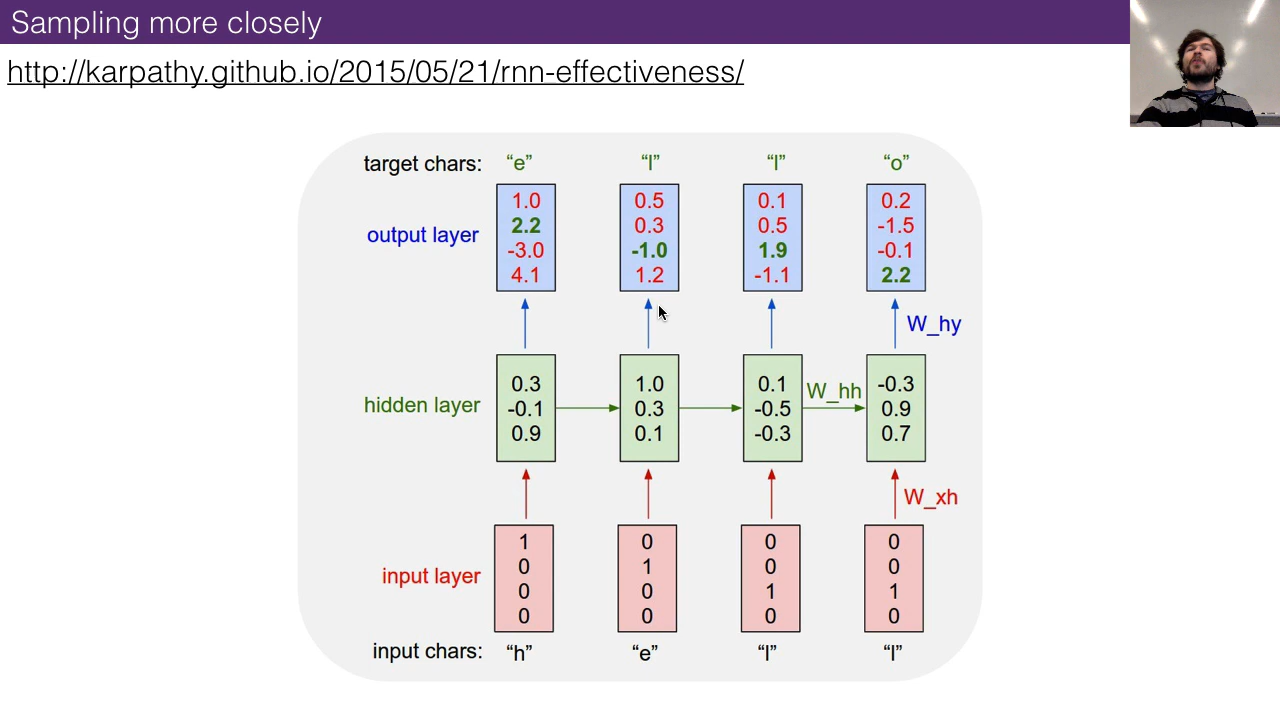 Sampling more closely
http://karpathy.github.io/2015/05/21/rnn-effectiveness/
target chars: “e” “l” “l” “o”
output layer
1.0 0.5 0.1 0.2
2.2 0.3 0.5 -1.5
-3.0 -1.0 1.9 -0.1
4.1 1.2 -1.1 2.2
W_hy
hidden layer
0.3 1.0 0.1 -0.3
-0.1 0.3 -0.5 0.9
0.9 0.1 -0.3 0.7
W_hh
W_xh
input layer
1 0 0 0
0 1 0 0
0 0 1 1
0 0 0 0
input chars: “h” “e” “l” “l”